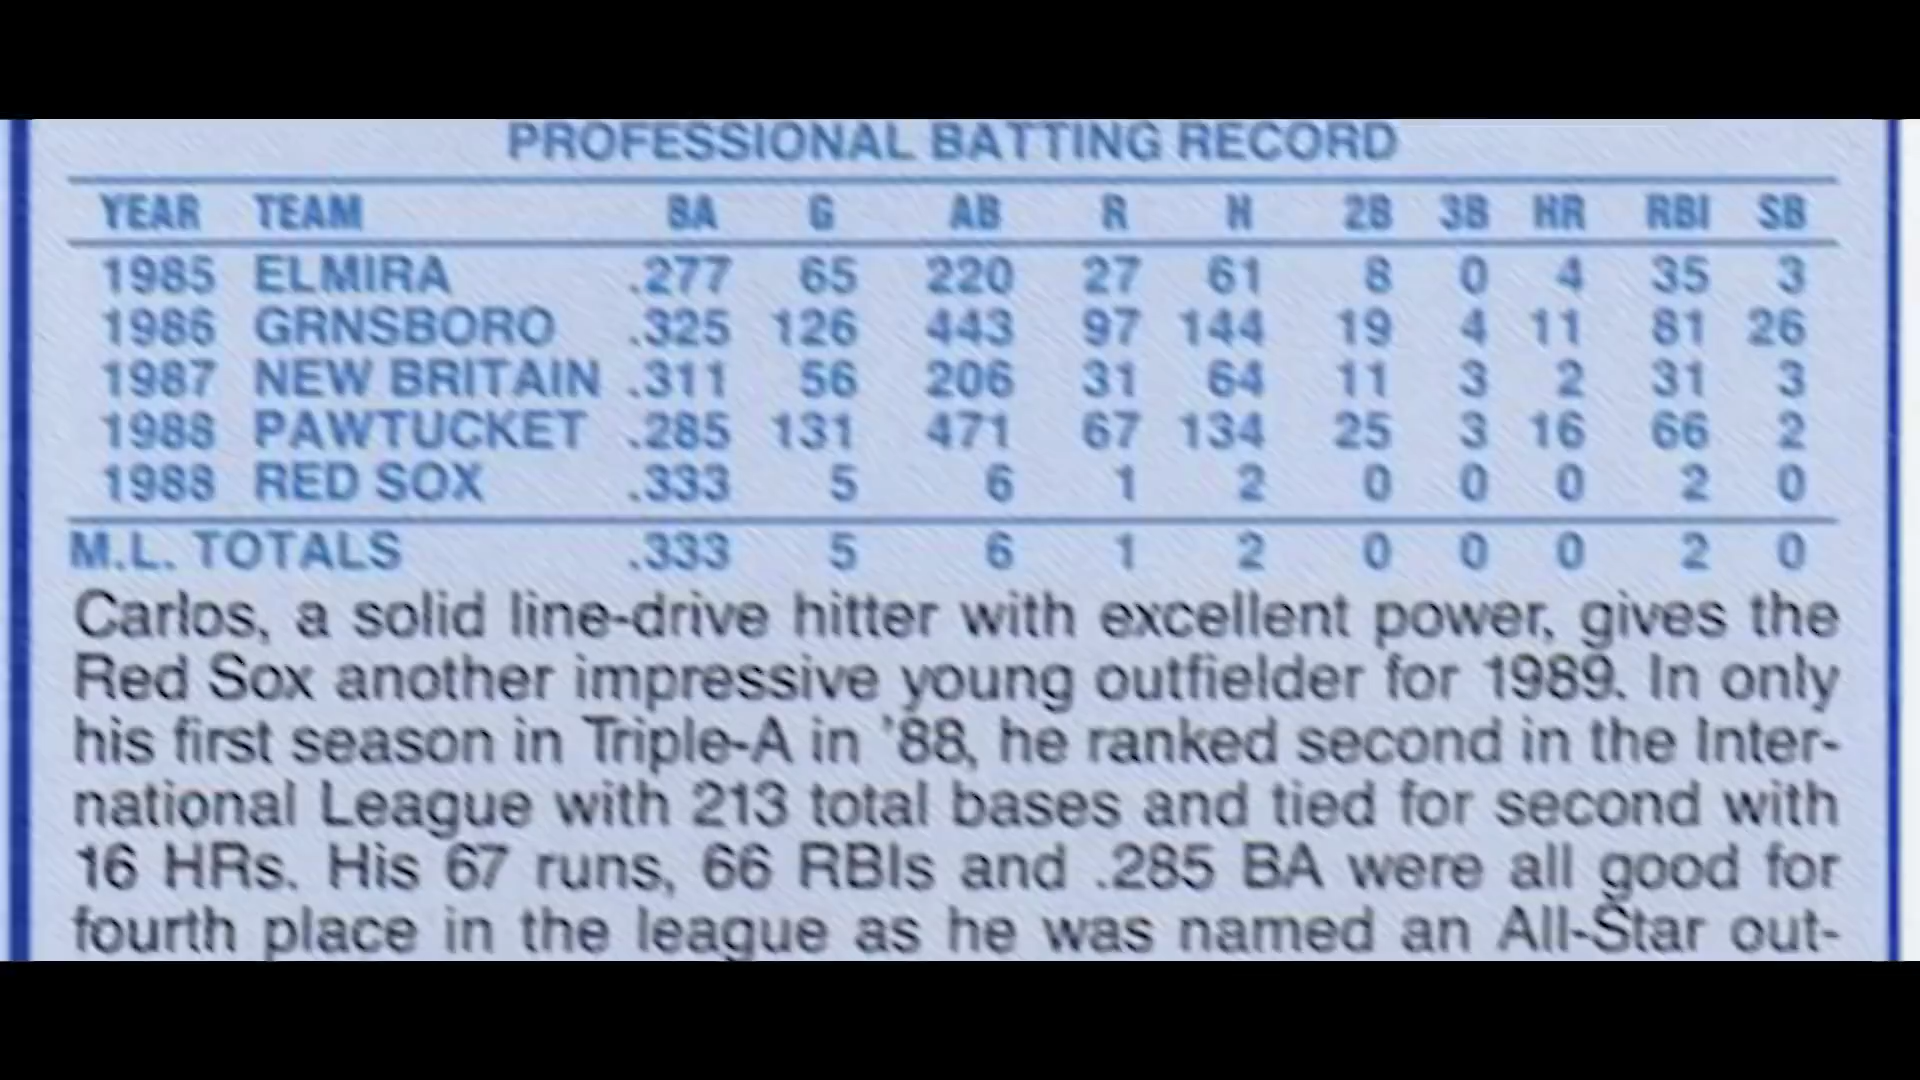 PROFESSIONAL BATTING RECORD
YEAR TEAM BA G AB R H 2B 3B HR RBI SB
1985 ELMIRA .277 65 220 27 61 8 0 4 35 3
1986 GRNSBORO .325 126 443 97 144 19 4 11 81 26
1987 NEW BRITAIN .311 56 206 31 64 11 3 2 31 3
1988 PAWTUCKET .285 131 471 67 134 25 3 16 66 2
1988 RED SOX .333 5 6 1 2 0 0 0 2 0
M.L. TOTALS .333 5 6 1 2 0 0 0 2 0
Carlos, a solid line-drive hitter with excellent power, gives the
Red Sox another impressive young outfielder for 1989. In only
his first season in Triple-A in '88, he ranked second in the Inter-
national League with 213 total bases and tied for second with
16 HRs. His 67 runs, 66 RBIs and .285 BA were all good for
fourth place in the league as he was named an All-Star out-